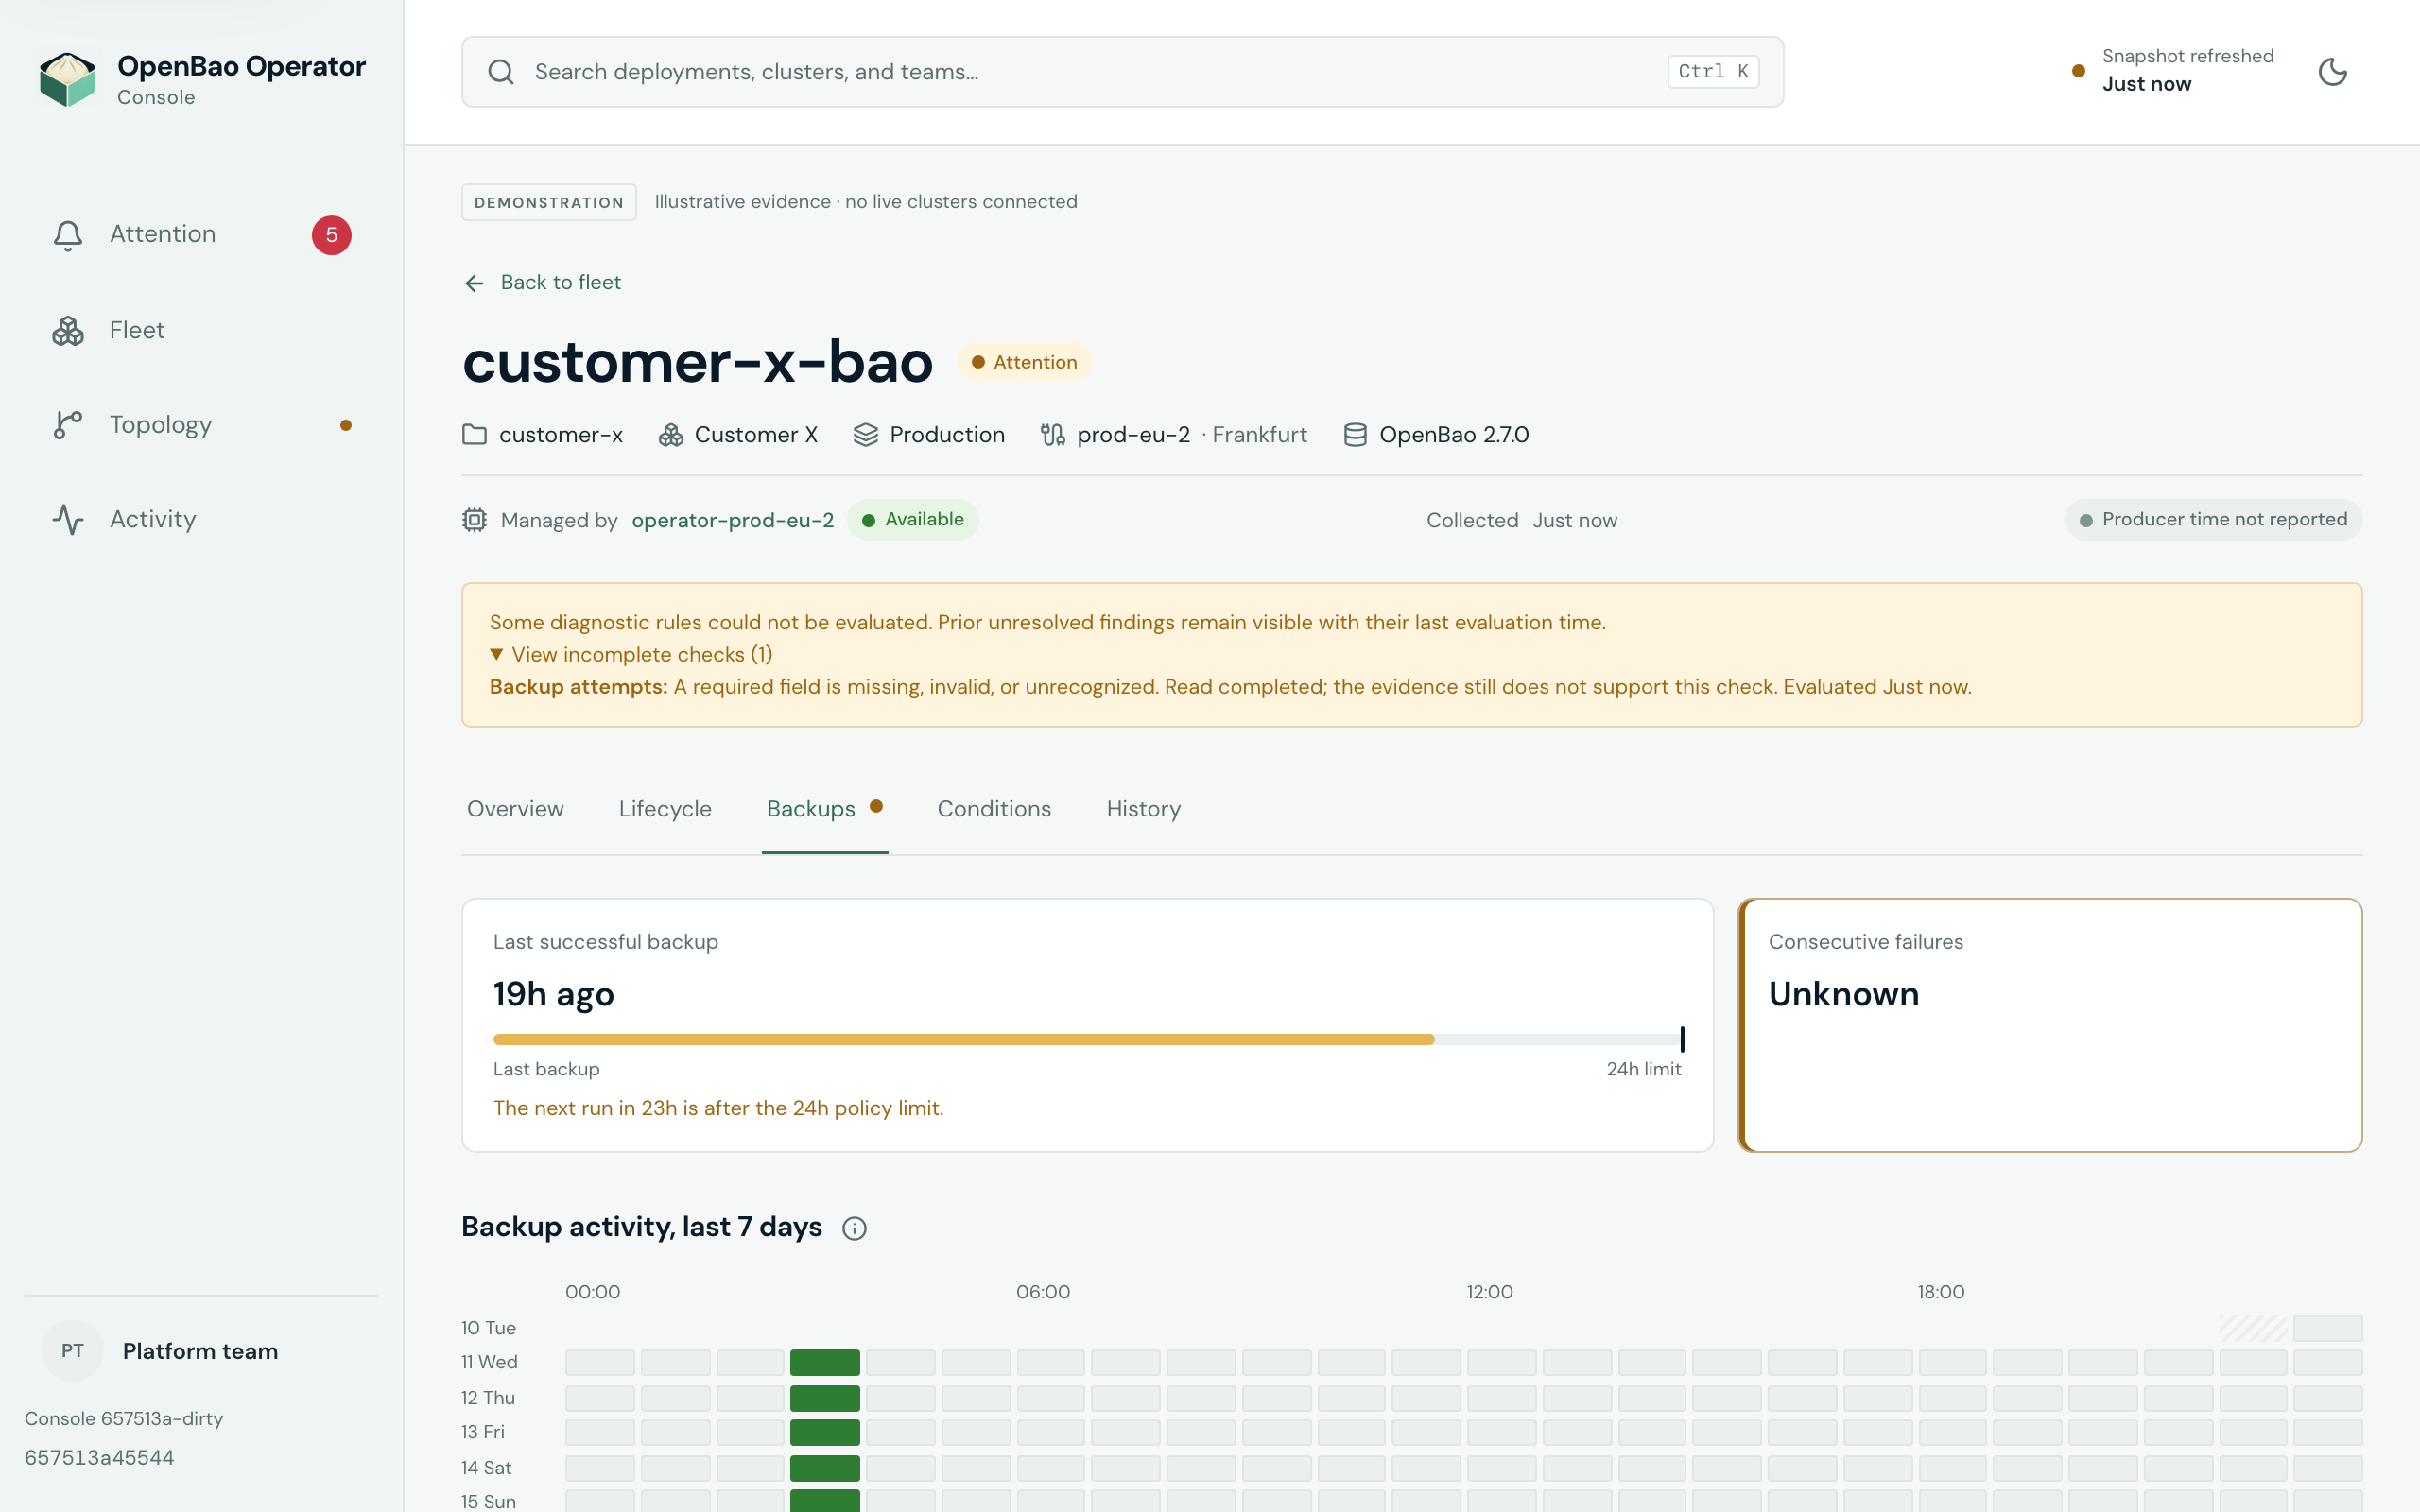 OpenBao Operator
Console
Search deployments, clusters, and teams...
Ctrl K
Snapshot refreshed
Just now
Attention
5
Fleet
Topology
Activity
DEMONSTRATION
Illustrative evidence · no live clusters connected
Back to fleet
customer-x-bao
Attention
customer-x
Customer X
Production
prod-eu-2 · Frankfurt
OpenBao 2.7.0
Managed by operator-prod-eu-2
Available
Collected Just now
Producer time not reported
Some diagnostic rules could not be evaluated. Prior unresolved findings remain visible with their last evaluation time.
View incomplete checks (1)
Backup attempts: A required field is missing, invalid, or unrecognized. Read completed; the evidence still does not support this check. Evaluated Just now.
Overview
Lifecycle
Backups
Conditions
History
Last successful backup
19h ago
Last backup
24h limit
The next run in 23h is after the 24h policy limit.
Consecutive failures
Unknown
Backup activity, last 7 days
00:00
06:00
12:00
18:00
10 Tue
11 Wed
12 Thu
13 Fri
14 Sat
15 Sun
PT
Platform team
Console 657513a-dirty
657513a45544